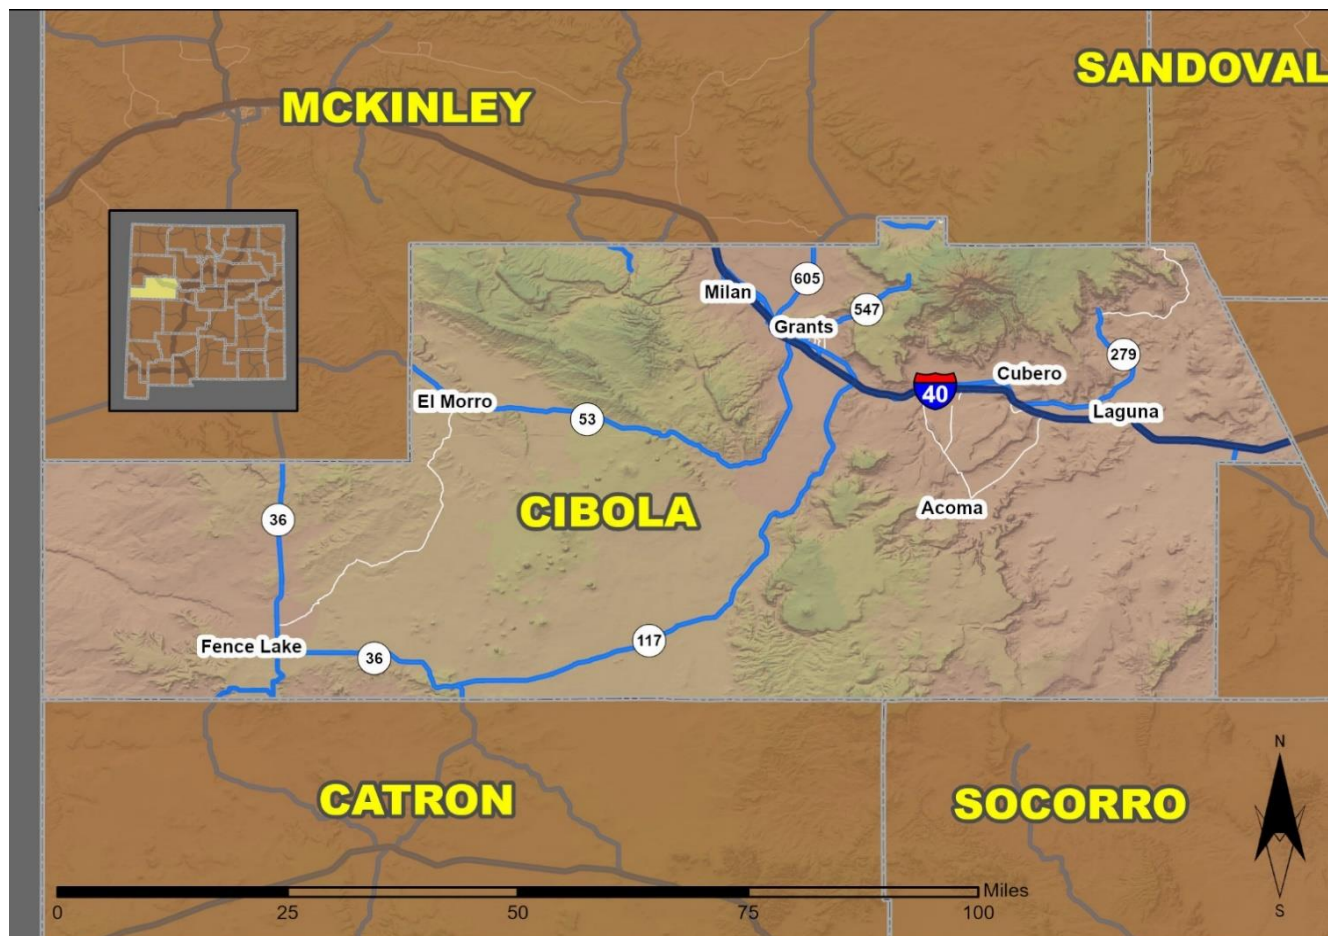 SANDOVAL
MCKINLEY
605
Milan
547
Grants
279
Cubero
40
El Morro
Laguna
53
Acoma
CIBOLA
36
117
Fence Lake
36
N
CATRON
SOCORRO
Miles
0 25 50 75 100
S